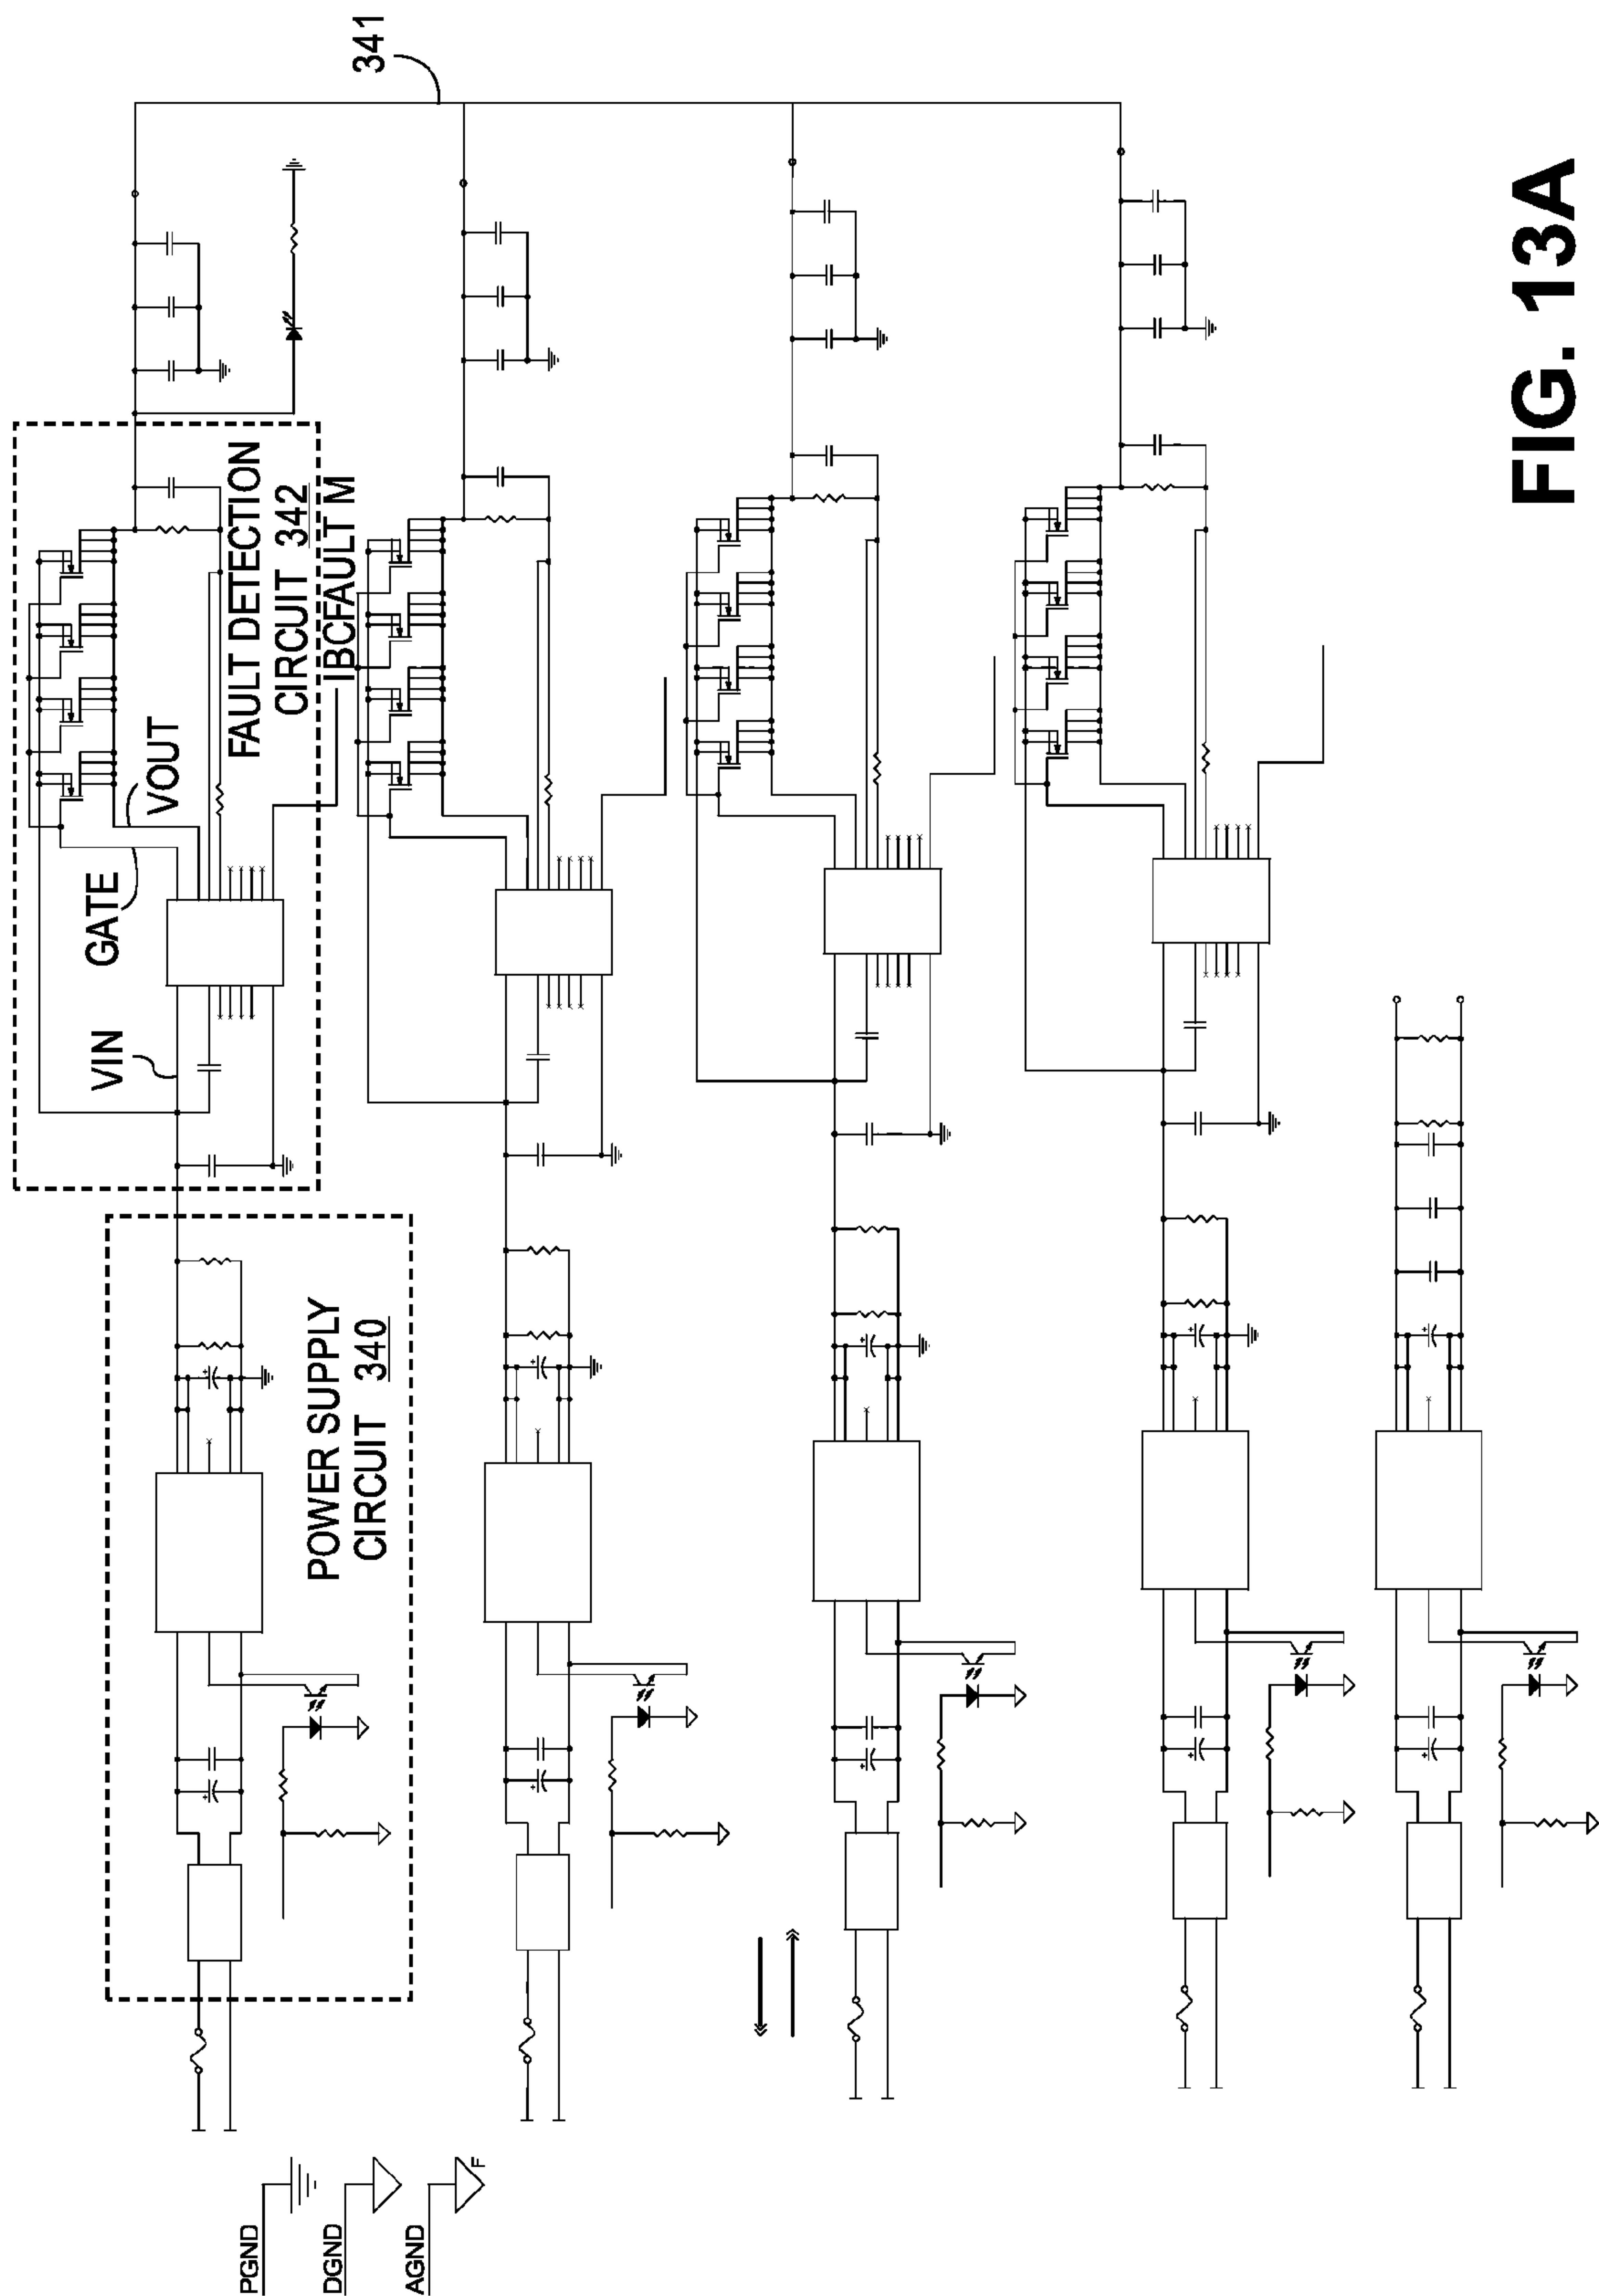 341
FAULT DETECTION
CIRCUIT 342
IBCFAULT M
VOUT
GATE
VIN
POWER SUPPLY
CIRCUIT 340
PGND
DGND
AGND
F
FIG. 13A